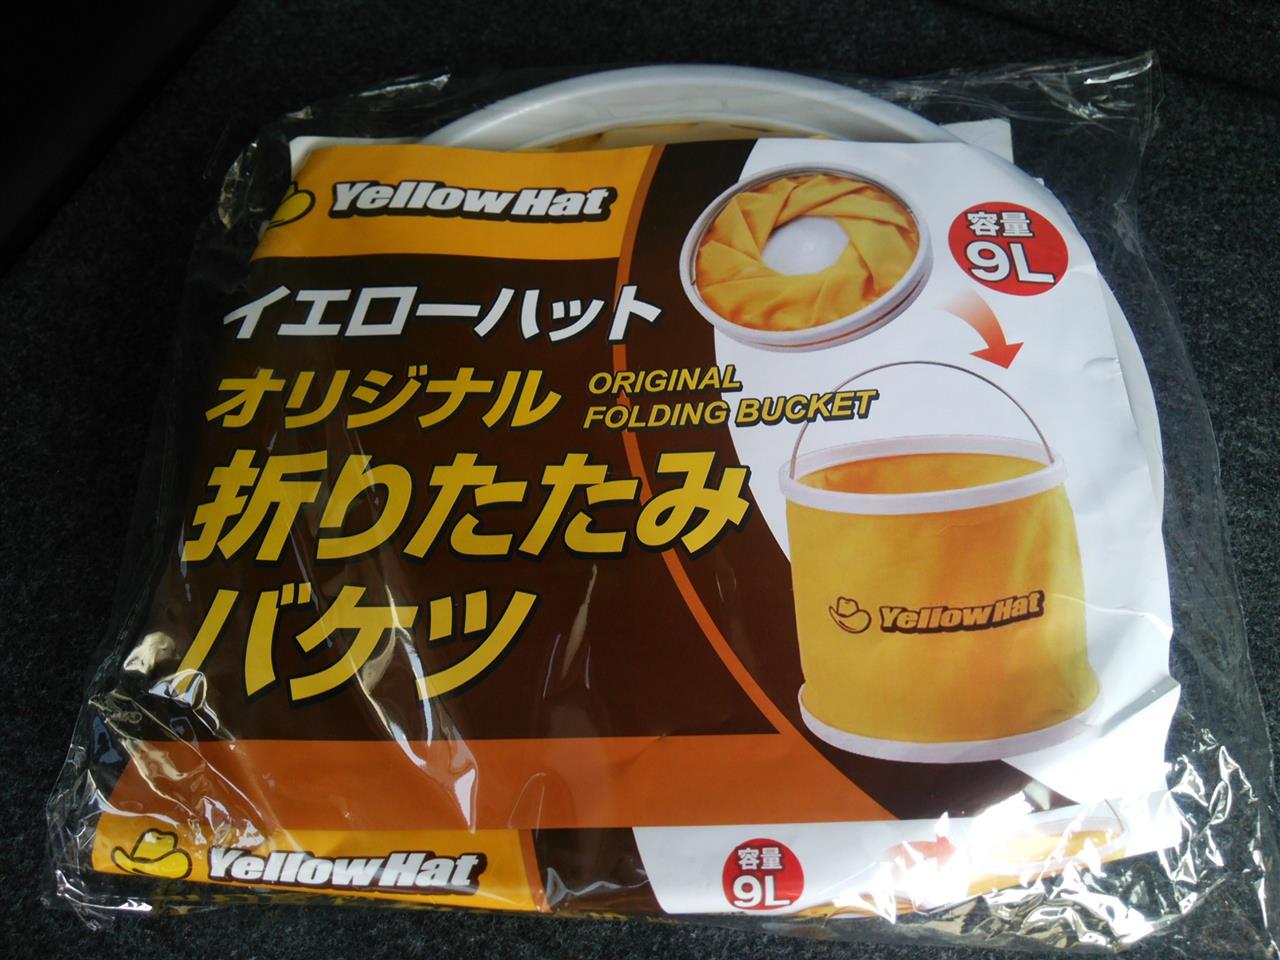 YellowHat
容量
9L
イエローハット
オリジナル
ORIGINAL
FOLDING BUCKET
折りたたみ
バケツ
YellowHat
YellowHat
容量
9L